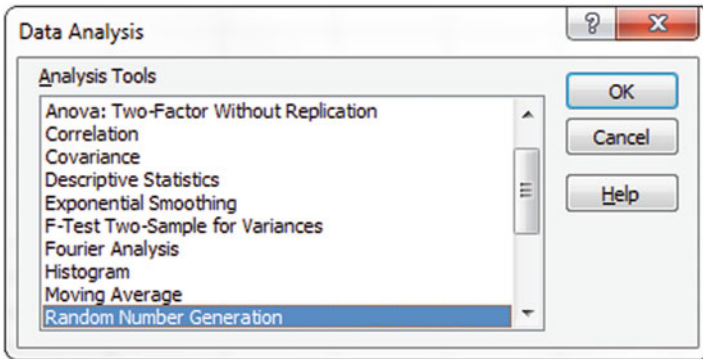 Data Analysis
Analysis Tools
Anova: Two-Factor Without Replication
Correlation
Covariance
Descriptive Statistics
Exponential Smoothing
F-Test Two-Sample for Variances
Fourier Analysis
Histogram
Moving Average
Random Number Generation
OK
Cancel
Help